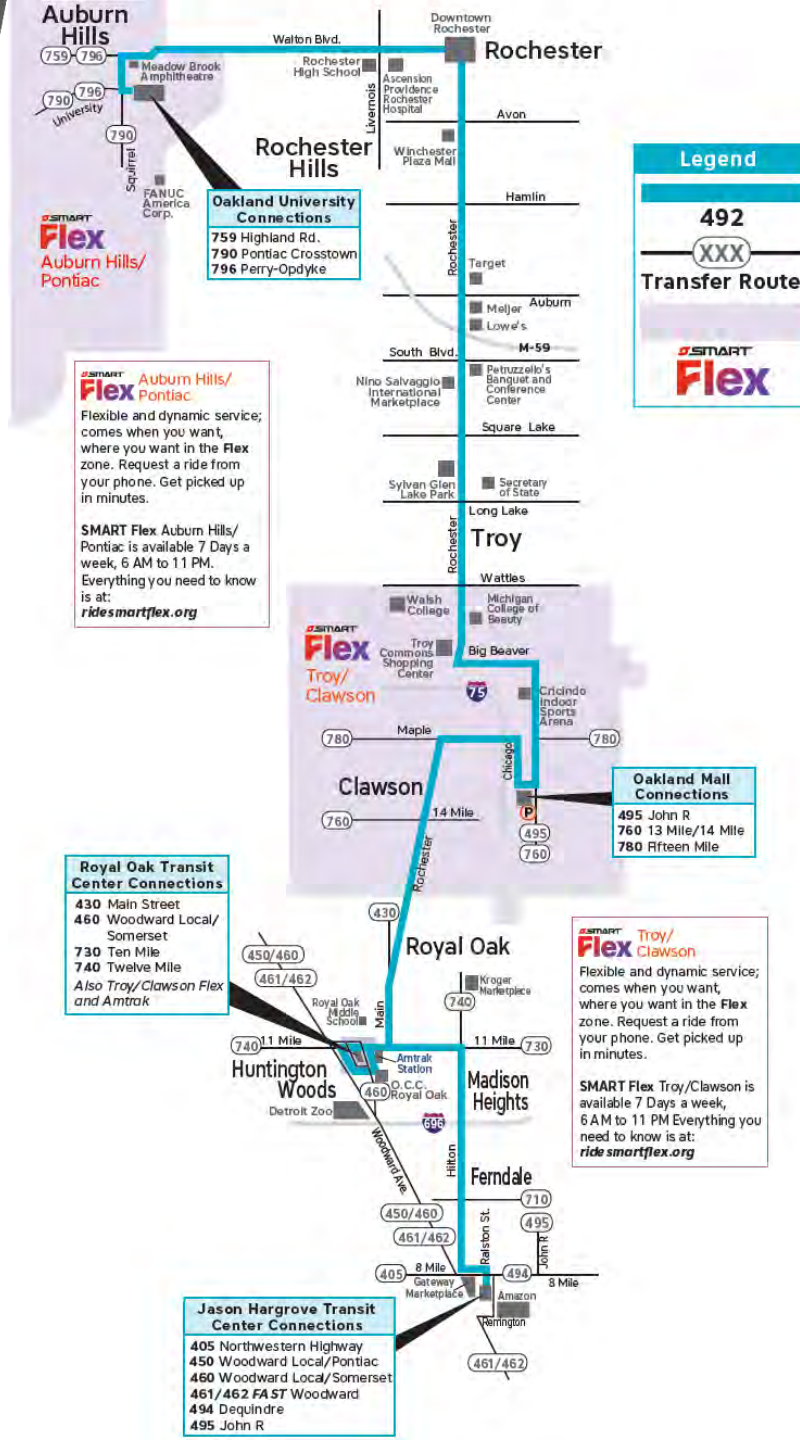 Auburn
Hills
759
796
Meadow Brook
Amphitheatre
790
796
University
790
Squirrel
FANUC
America
Corp.
SMART
Flex
Auburn Hills/
Pontiac
Walton Blvd.
Downtown
Rochester
Rochester
Rochester
High School
Ascension
Providence
Rochester
Hospital
Livernois
Rochester
Hills
Avon
Winchester
Plaza Mall
Hamlin
Oakland University
Connections
759 Highland Rd.
790 Pontiac Crosstown
796 Perry-Opdyke
Legend
492
XXX
Transfer Route
SMART
Flex
Rochester
Target
Auburn
Meijer
Lowe's
M-59
South Blvd.
Nino Salvaggio
International
Marketplace
Petruzzello's
Banquet and
Conference
Center
Square Lake
Sylvan Glen
Lake Park
Secretary
of State
Long Lake
Rochester
Troy
Wattles
SMART
Flex Auburn Hills/
Pontiac
Flexible and dynamic service;
comes when you want,
where you want in the Flex
zone. Request a ride from
your phone. Get picked up
in minutes.
SMART Flex Auburn Hills/
Pontiac is available 7 Days a
week, 6 AM to 11 PM.
Everything you need to know
is at:
ridesmartflex.org
Walsh
College
Michigan
College of
Beauty
SMART
Flex
Troy/
Clawson
Troy
Commons
Shopping
Center
Big Beaver
75
Cricindo
Indoor
Sports
Arena
780
Maple
780
Chicago
Clawson
P
495
760
760
14 Mile
Rochester
Oakland Mall
Connections
495 John R
760 13 Mile/14 Mile
780 Fifteen Mile
Royal Oak Transit
Center Connections
430 Main Street
460 Woodward Local/
Somerset
730 Ten Mile
740 Twelve Mile
Also Troy/Clawson Flex
and Amtrak
430
Royal Oak
450/460
461/462
Royal Oak
Middle
School
Main
Kroger
Marketplace
740
740
11 Mile
11 Mile
730
Huntington
Woods
Amtrak
Station
460
O.C.C.
Royal Oak
Madison
Heights
Detroit Zoo
696
Woodward Ave.
Hilton
Ferndale
710
450/460
461/462
Ralston St.
495
John R
405
8 Mile
494
8 Mile
Gateway
Marketplace
Amazon
Remington
461/462
SMART
Flex Troy/
Clawson
Flexible and dynamic service;
comes when you want,
where you want in the Flex
zone. Request a ride from
your phone. Get picked up
in minutes.
SMART Flex Troy/Clawson is
available 7 Days a week,
6 AM to 11 PM Everything you
need to know is at:
ridesmartflex.org
Jason Hargrove Transit
Center Connections
405 Northwestern Highway
450 Woodward Local/Pontiac
460 Woodward Local/Somerset
461/462 FAST Woodward
494 Dequindre
495 John R